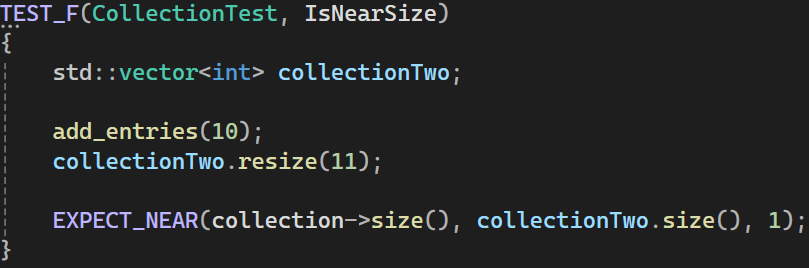 TEST_F(CollectionTest, IsNearSize)
{
std::vector<int> collectionTwo;
add_entries(10);
collectionTwo.resize(11);
EXPECT_NEAR(collection->size(), collectionTwo.size(), 1);
}